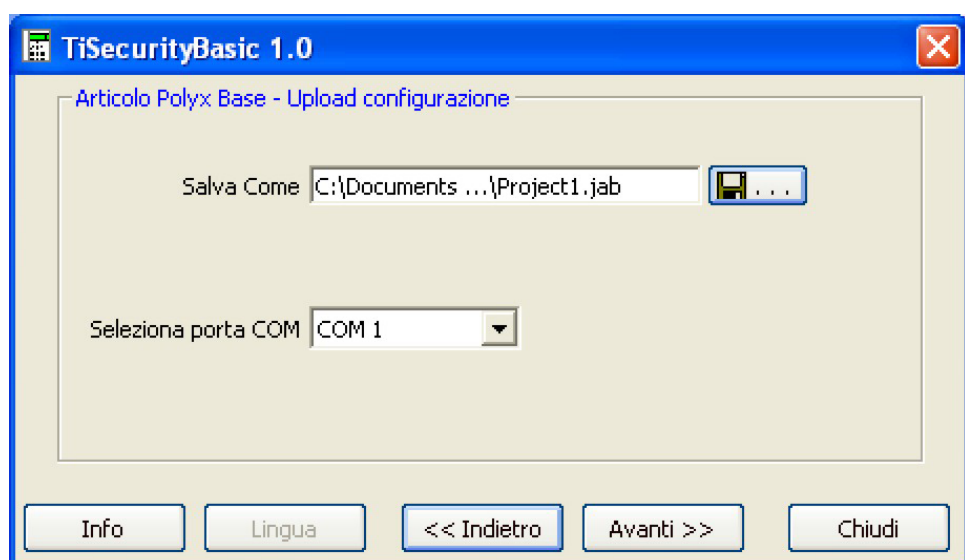 TiSecurityBasic 1.0
Articolo Polyx Base - Upload configurazione
Salva Come C:\Documents ...\Project1.jab ...
Seleziona porta COM COM 1
Info Lingua << Indietro Avanti >> Chiudi